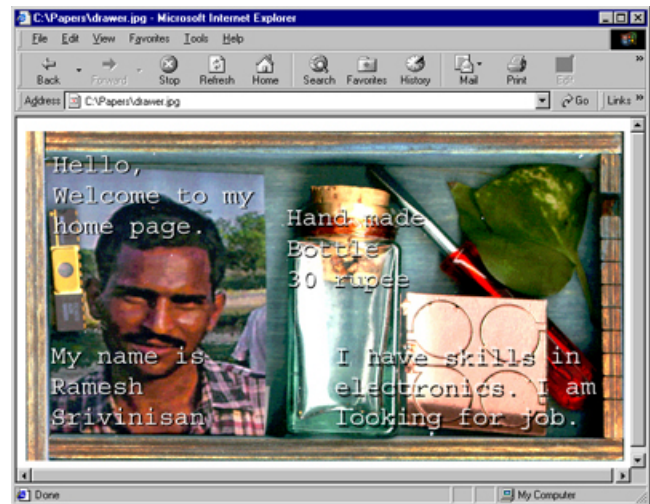 C:\Papers\drawer.jpg - Microsoft Internet Explorer
File Edit View Favorites Tools Help
Back Forward Stop Refresh Home Search Favorites History Mail Print Edit »
Address C:\Papers\drawer.jpg Go Links »
Hello,
Welcome to my
home page.
Hand made
Bottle
30 rupee
My name is
Ramesh
Srivinisan
I have skills in
electronics. I am
looking for job.
Done My Computer